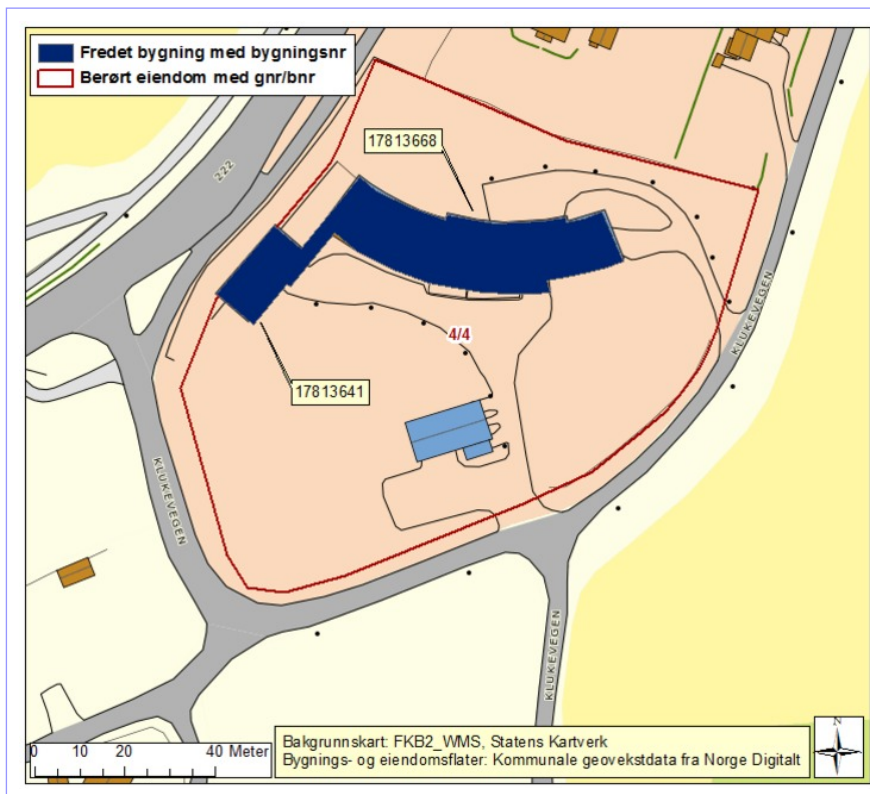 Fredet bygning med bygningsnr
Berørt eiendom med gnr/bnr
222
17813668
KLUKEVEGEN
4/4
17813641
KLUKEVEGEN
KLUKEVEGEN
0 10 20 40 Meter
Bakgrunnskart: FKB2_WMS, Statens Kartverk
Bygnings- og eiendomsflater: Kommunale geovekstdata fra Norge Digitalt
N